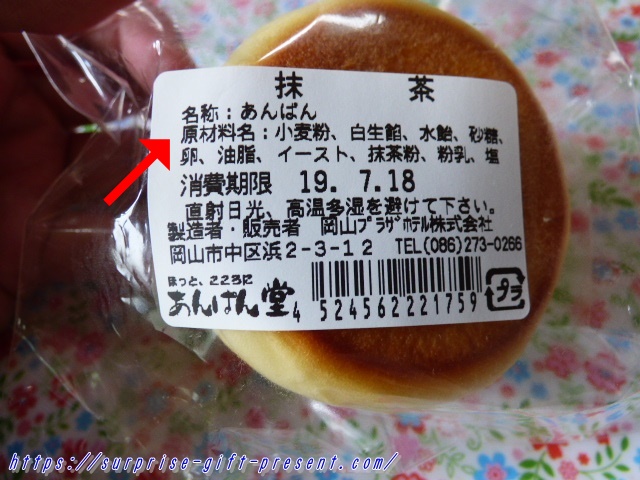 抹 茶
名称：あんぱん
原材料名：小麦粉、白生餡、水飴、砂糖、
卵、油脂、イースト、抹茶粉、粉乳、塩
消費期限 19. 7.18
直射日光、高温多湿を避けて下さい。
製造者・販売者 岡山プラザホテル株式会社
岡山市中区浜2-3-12 TEL(086)273-0266
ほっと、こころに
あんぱん堂
4 524562221759
プラ
https://surprise-gift-present.com/